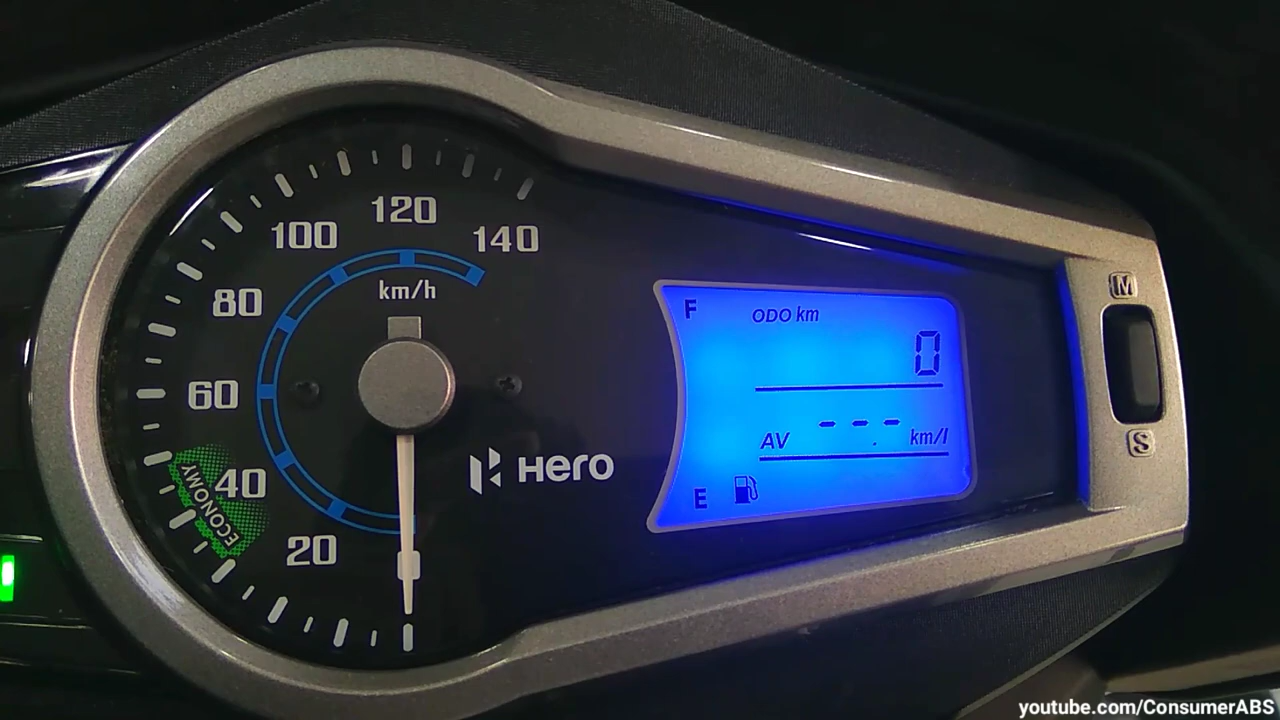 120
100
140
km/h
80
60
40
ECONOMY
20
HERO
F
ODO km
0
- - -
AV
km/l
E
M
S
youtube.com/ConsumerABS